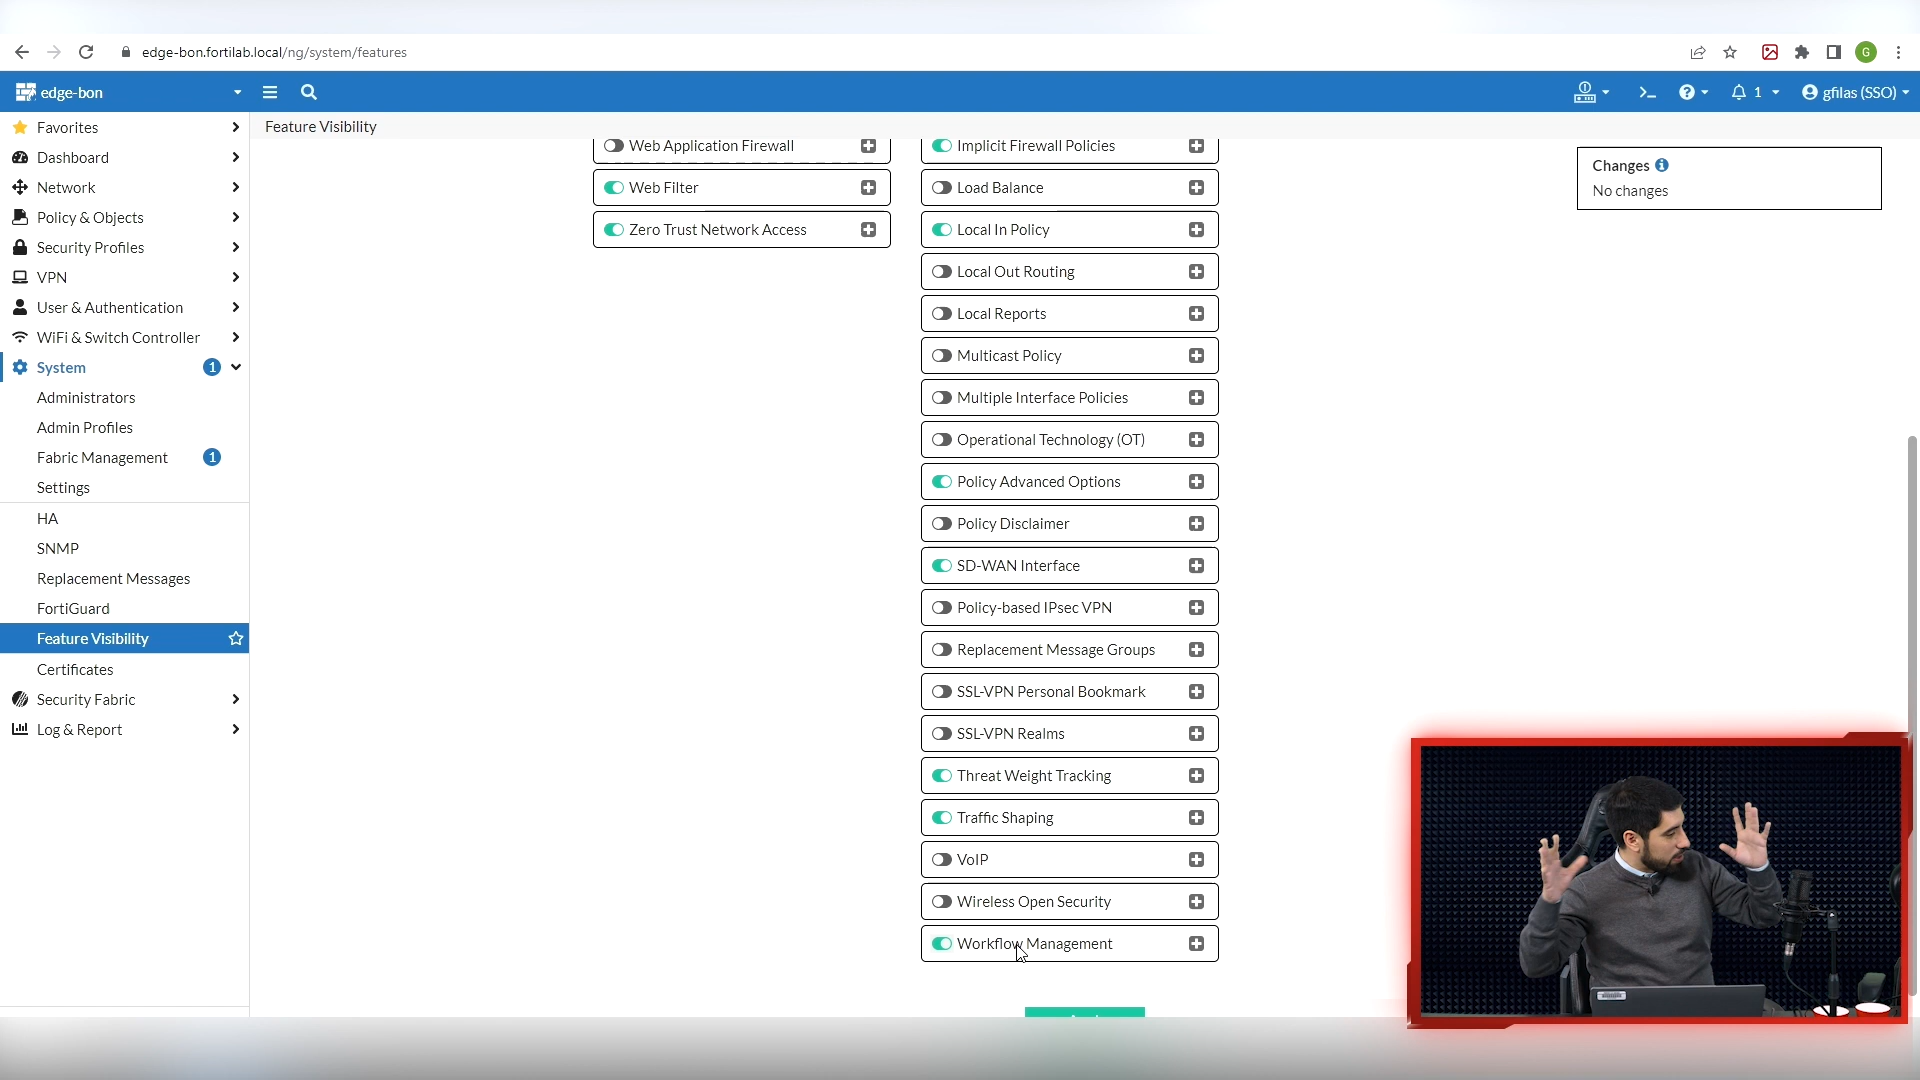 edge-bon.fortilab.local/ng/system/features
G
edge-bon
1
gfilas (SSO)
Favorites
Dashboard
Network
Policy & Objects
Security Profiles
VPN
User & Authentication
WiFi & Switch Controller
System 1
Administrators
Admin Profiles
Fabric Management 1
Settings
HA
SNMP
Replacement Messages
FortiGuard
Feature Visibility
Certificates
Security Fabric
Log & Report
Feature Visibility
Web Application Firewall
Web Filter
Zero Trust Network Access
Implicit Firewall Policies
Load Balance
Local In Policy
Local Out Routing
Local Reports
Multicast Policy
Multiple Interface Policies
Operational Technology (OT)
Policy Advanced Options
Policy Disclaimer
SD-WAN Interface
Policy-based IPsec VPN
Replacement Message Groups
SSL-VPN Personal Bookmark
SSL-VPN Realms
Threat Weight Tracking
Traffic Shaping
VoIP
Wireless Open Security
Workflow Management
Changes
No changes